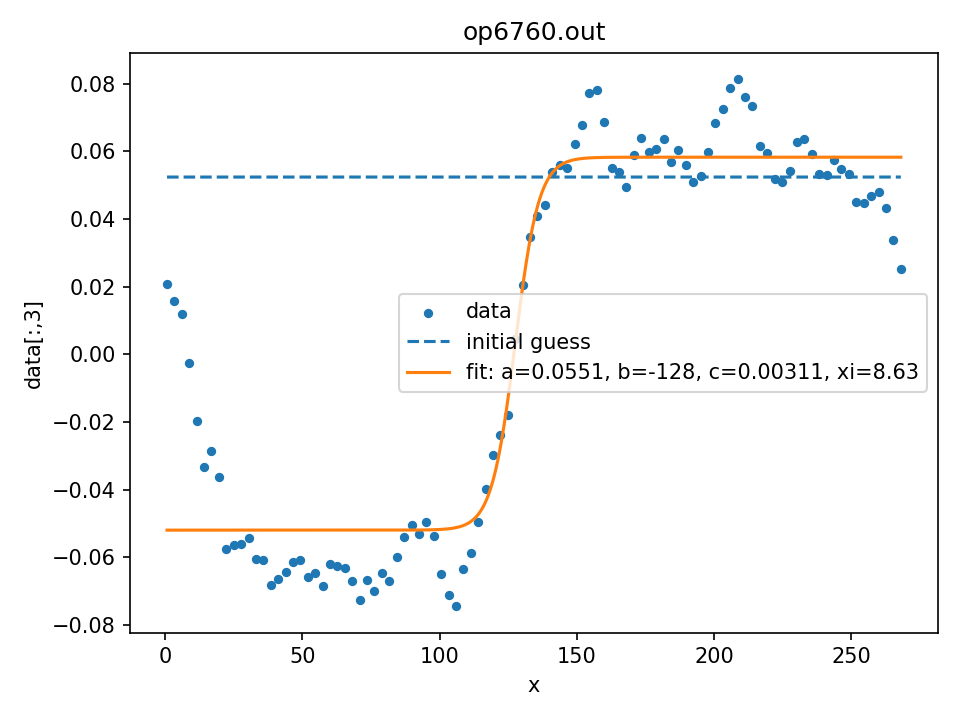 op6760.out
0.08
0.06
0.04
0.02
0.00
−0.02
−0.04
−0.06
−0.08
data[:,3]
data
initial guess
fit: a=0.0551, b=-128, c=0.00311, xi=8.63
0 50 100 150 200 250
x